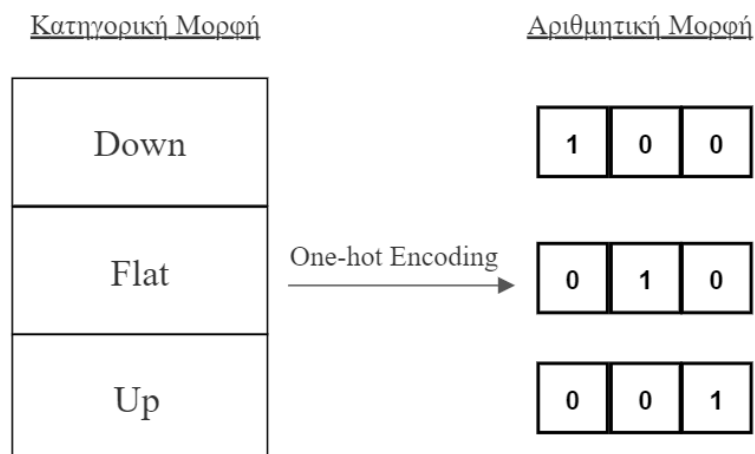 Κατηγορική Μορφή
Αριθμητική Μορφή
Down
1 0 0
Flat
One-hot Encoding
0 1 0
Up
0 0 1